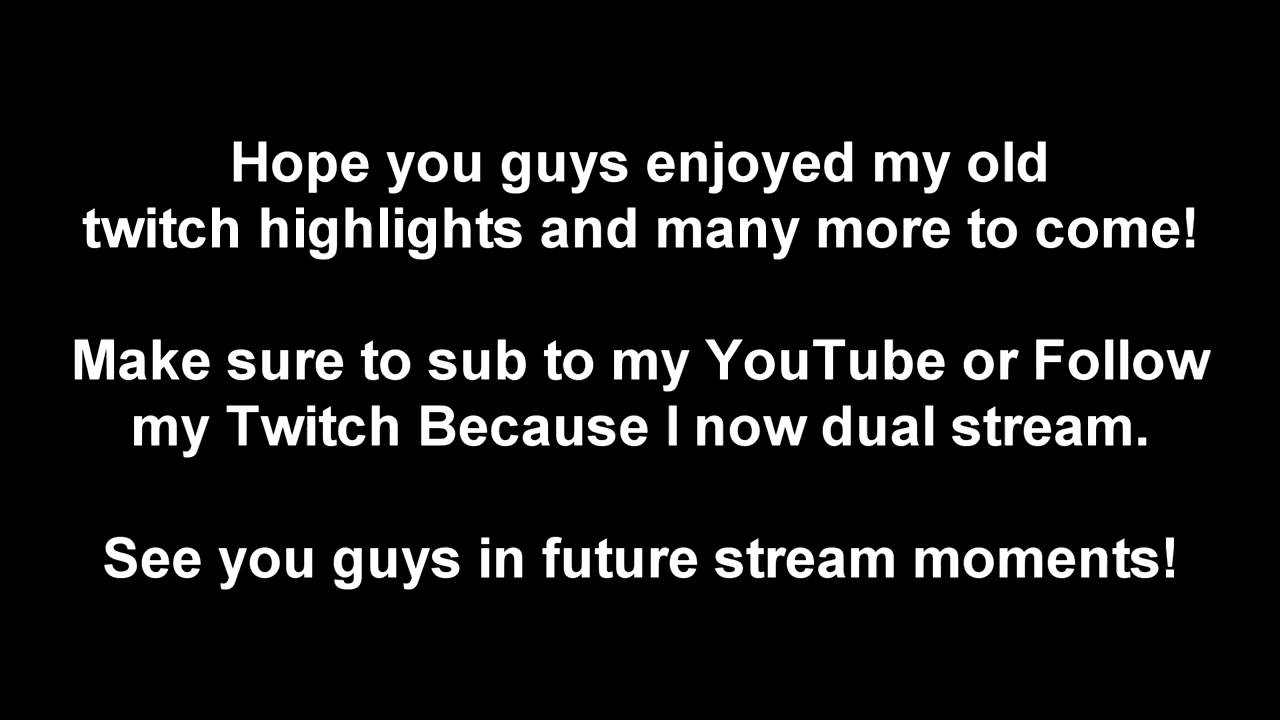 Hope you guys enjoyed my old
twitch highlights and many more to come!
Make sure to sub to my YouTube or Follow
my Twitch Because I now dual stream.
See you guys in future stream moments!